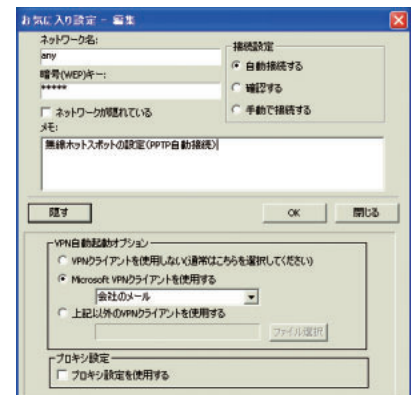 お気に入り設定 - 編集
ネットワーク名:
any
暗号(WEP)キー:
*****
ネットワークが隠れている
接続設定
自動接続する
確認する
手動で接続する
メモ:
無線ホットスポットの設定(PPTP自動接続)
隠す
OK
閉じる
VPN自動起動オプション
VPNクライアントを使用しない(通常はこちらを選択してください)
Microsoft VPNクライアントを使用する
会社のメール
上記以外のVPNクライアントを使用する
ファイル選択
プロキシ設定
プロキシ設定を使用する